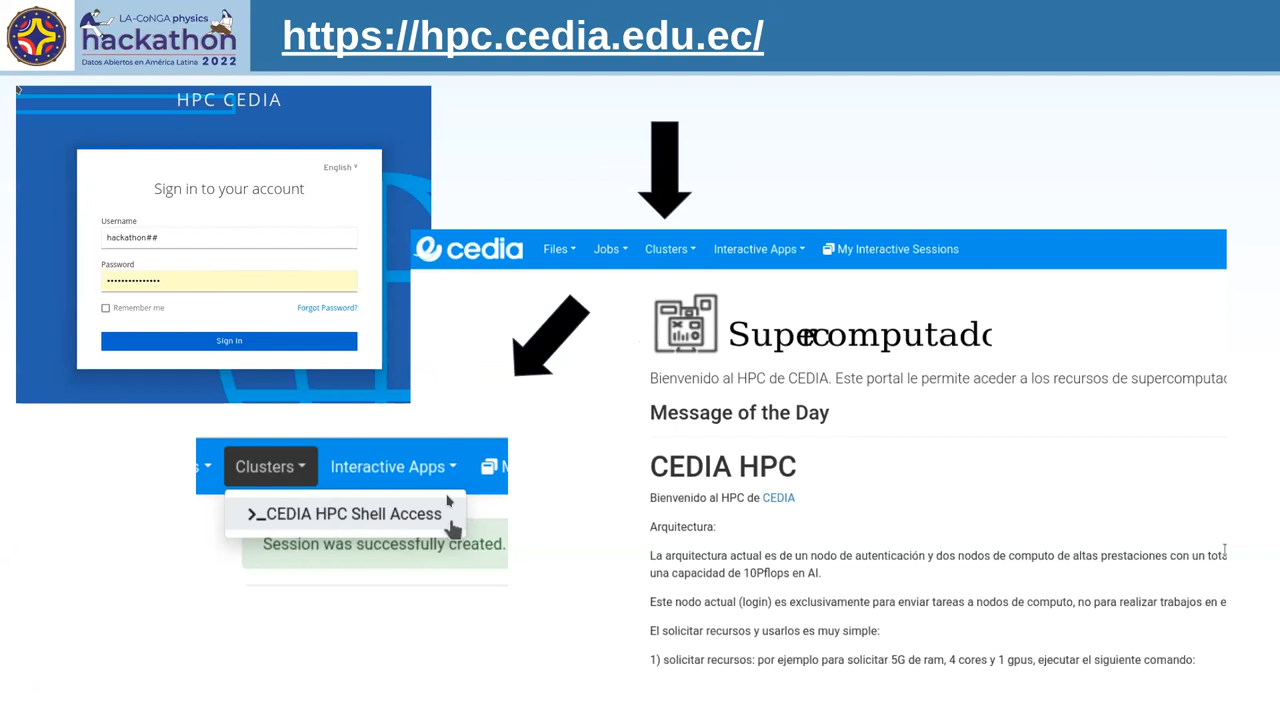 LA-CoNGA physics
hackathon
Datos Abiertos en América Latina 2022
https://hpc.cedia.edu.ec/
HPC CEDIA
English
Sign in to your account
Username
hackathon##
Password
•••••••••••••••
Remember me
Forgot Password?
Sign In
cedia Files Jobs Clusters Interactive Apps My Interactive Sessions
Supercomputado
Bienvenido al HPC de CEDIA. Este portal le permite aceder a los recursos de supercomputac
Message of the Day
CEDIA HPC
Bienvenido al HPC de CEDIA
Arquitectura:
La arquitectura actual es de un nodo de autenticación y dos nodos de computo de altas prestaciones con un tota
una capacidad de 10Pflops en AI.
Este nodo actual (login) es exclusivamente para enviar tareas a nodos de computo, no para realizar trabajos en e
El solicitar recursos y usarlos es muy simple:
1) solicitar recursos: por ejemplo para solicitar 5G de ram, 4 cores y 1 gpus, ejecutar el siguiente comando:
s Clusters Interactive Apps M
>_CEDIA HPC Shell Access
Session was successfully created.